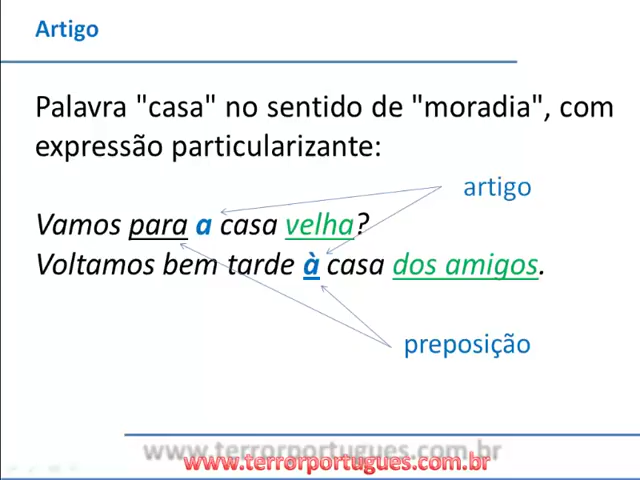 Artigo
Palavra "casa" no sentido de "moradia", com
expressão particularizante:
artigo
Vamos para a casa velha?
Voltamos bem tarde à casa dos amigos.
preposição
www.terrorportugues.com.br
www.terrorportugues.com.br